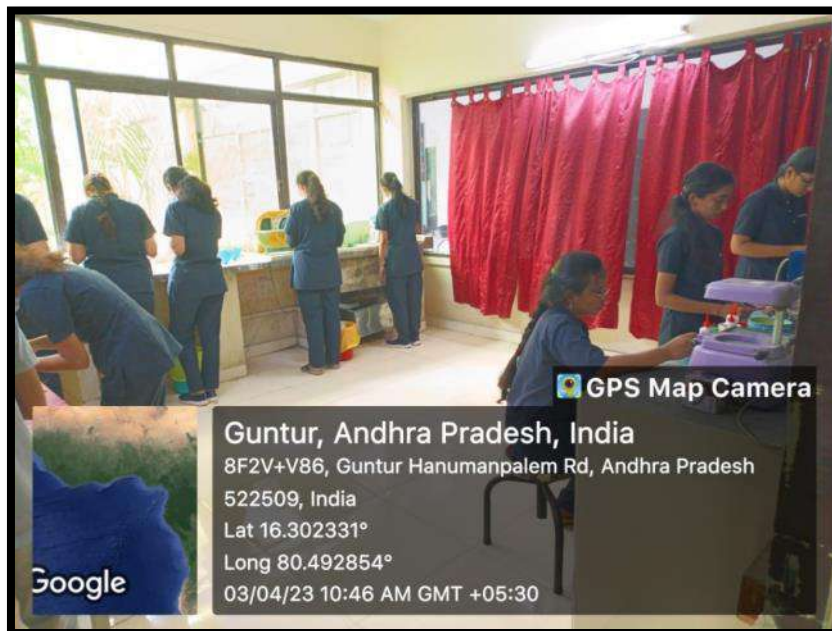 GPS Map Camera
Guntur, Andhra Pradesh, India
8F2V+V86, Guntur Hanumanpalem Rd, Andhra Pradesh
522509, India
Lat 16.302331°
Long 80.492854°
03/04/23 10:46 AM GMT +05:30
Google